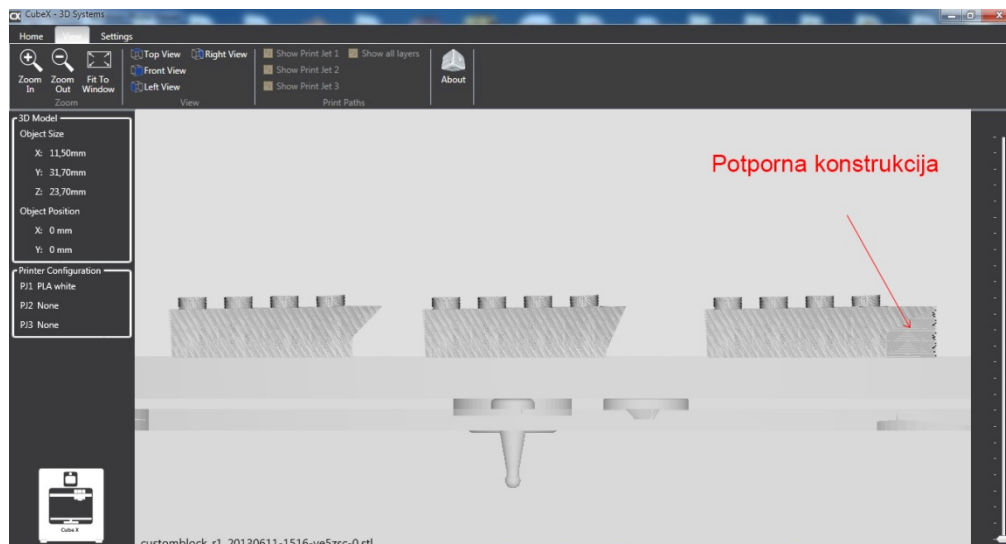 CubeX - 3D Systems
Home View Settings
Zoom In
Zoom Out
Fit To Window
Zoom
Top View Right View
Front View
Left View
View
Show Print Jet 1 Show all layers
Show Print Jet 2
Show Print Jet 3
Print Paths
About
3D Model
Object Size
X: 11,50mm
Y: 31,70mm
Z: 23,70mm
Object Position
X: 0 mm
Y: 0 mm
Printer Configuration
PJ1 PLA white
PJ2 None
PJ3 None
Potporna konstrukcija
Cube X